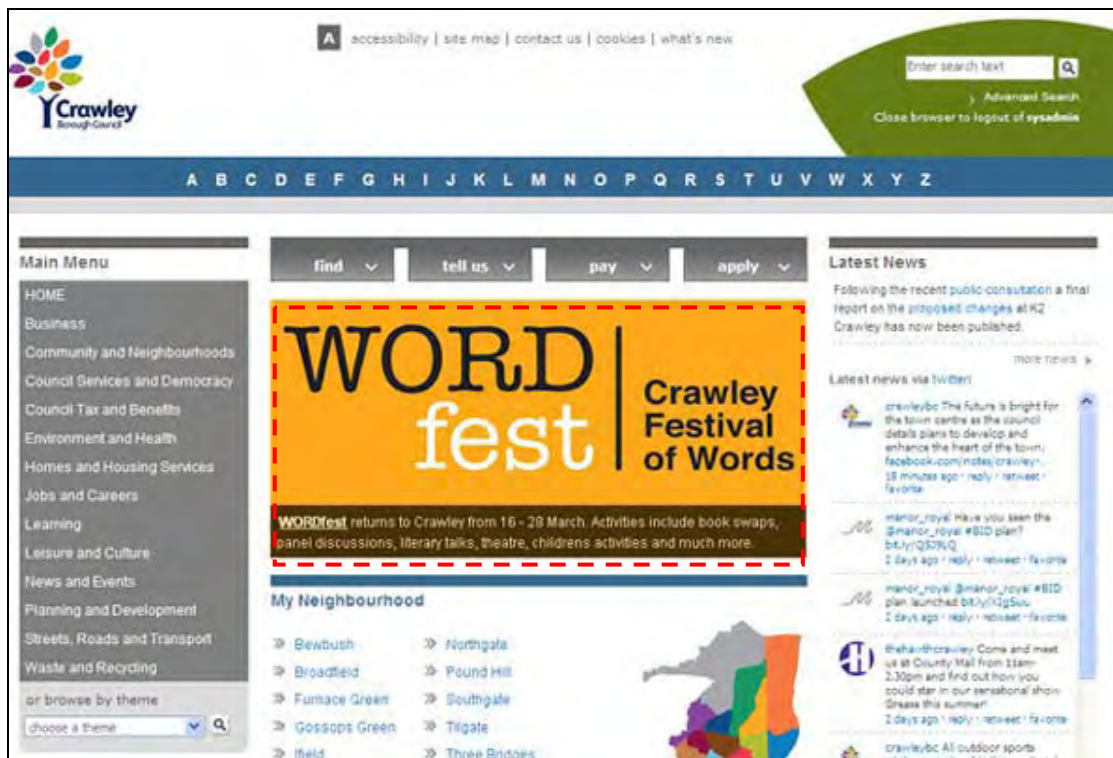 A accessibility | site map | contact us | cookies | what's new
Crawley
Borough Council
Enter search text
Advanced Search
Close browser to logout of sysadmin
A B C D E F G H I J K L M N O P Q R S T U V W X Y Z
Main Menu
HOME
Business
Community and Neighbourhoods
Council Services and Democracy
Council Tax and Benefits
Environment and Health
Homes and Housing Services
Jobs and Careers
Learning
Leisure and Culture
News and Events
Planning and Development
Streets, Roads and Transport
Waste and Recycling
or browse by theme
choose a theme
find
tell us
pay
apply
WORD
fest
Crawley
Festival
of Words
WORDfest returns to Crawley from 16 - 28 March. Activities include book swaps,
panel discussions, literary talks, theatre, childrens activities and much more.
My Neighbourhood
Bewbush
Broadfield
Furnace Green
Gossops Green
Ifield
Northgate
Pound Hill
Southgate
Tilgate
Three Bridges
Latest News
Following the recent public consultation a final
report on the proposed changes at K2
Crawley has now been published.
more news
Latest news via twitter:
crawleybc The future is bright for
the town centre as the council
details plans to develop and
enhance the heart of the town.
facebook.com/notes/crawley-...
18 minutes ago · reply · retweet ·
favorite
manor_royal Have you seen the
@manor_royal #BID plan?
2 days ago · reply · retweet · favorite
manor_royal @manor_royal #BID
plan launched
2 days ago · reply · retweet · favorite
thehawthcrawley Come and meet
us at County Mall from 11am-
2.30pm and find out how you
could star in our sensational show
Grease this summer!
2 days ago · reply · retweet · favorite
crawleybc All outdoor sports